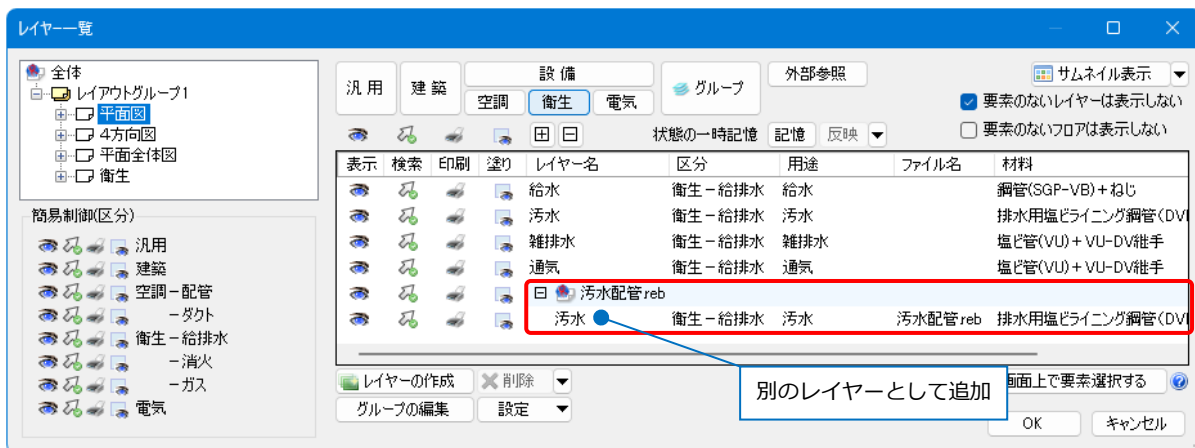 レイヤー一覧
全体
レイアウトグループ1
平面図
4方向図
平面全体図
衛生
簡易制御(区分)
汎用
建築
空調－配管
－ダクト
衛生－給排水
－消火
－ガス
電気
汎用 建築 設備 グループ 外部参照 サムネイル表示
空調 衛生 電気
要素のないレイヤーは表示しない
状態の一時記憶 記憶 反映 要素のないフロアは表示しない
表示 検索 印刷 塗り レイヤー名 区分 用途 ファイル名 材料
給水 衛生－給排水 給水 鋼管(SGP-VB)+ねじ
汚水 衛生－給排水 汚水 排水用塩ビライニング鋼管(DVL
雑排水 衛生－給排水 雑排水 塩ビ管(VU)+VU-DV継手
通気 衛生－給排水 通気 塩ビ管(VU)+VU-DV継手
汚水配管reb
汚水 衛生－給排水 汚水 汚水配管reb 排水用塩ビライニング鋼管(DVL
別のレイヤーとして追加
レイヤーの作成 削除 画面上で要素選択する
グループの編集 設定
OK キャンセル